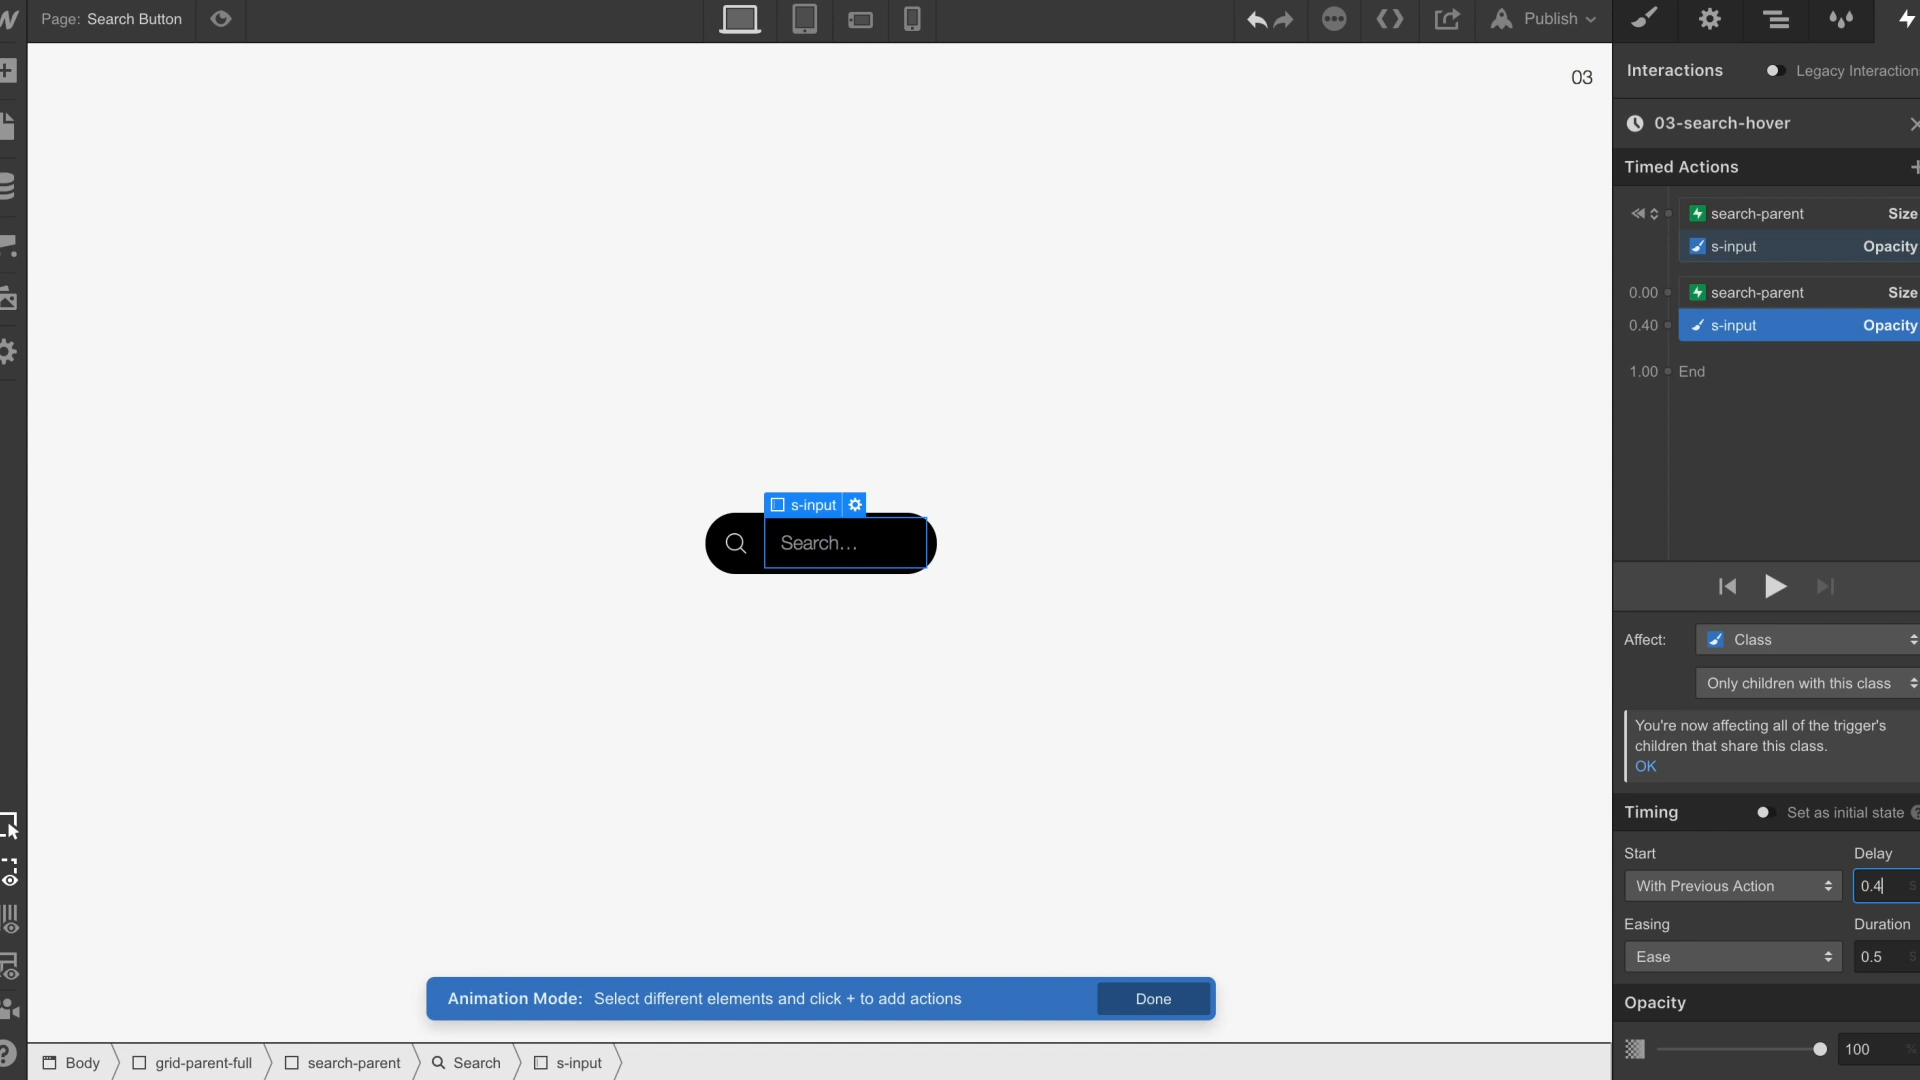 Page: Search Button
Publish
03
Interactions
Legacy Interaction
03-search-hover
Timed Actions
search-parent Size
s-input Opacity
0.00 search-parent Size
0.40 s-input Opacity
1.00 End
s-input
Search...
Affect: Class
Only children with this class
You're now affecting all of the trigger's
children that share this class.
OK
Timing Set as initial state
Start Delay
With Previous Action 0.4 S
Easing Duration
Ease 0.5 S
Opacity
100 %
Animation Mode: Select different elements and click + to add actions Done
Body grid-parent-full search-parent Search s-input